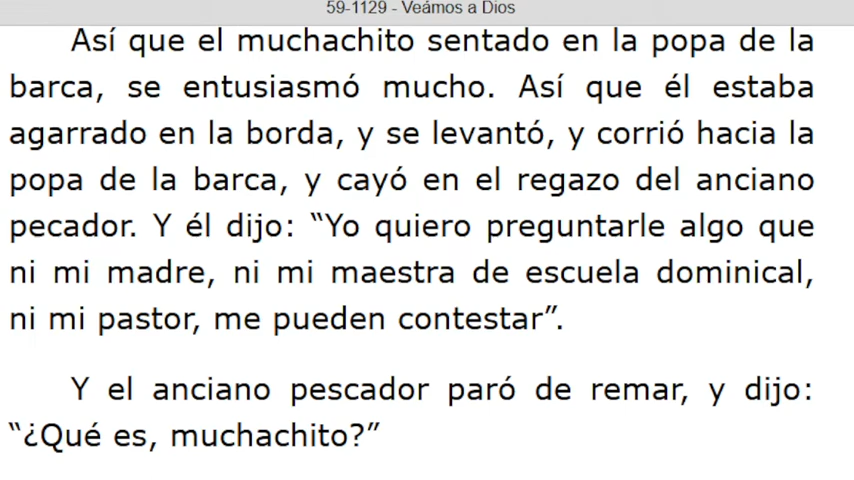 59-1129 - Veámos a Dios
Así que el muchachito sentado en la popa de la
barca, se entusiasmó mucho. Así que él estaba
agarrado en la borda, y se levantó, y corrió hacia la
popa de la barca, y cayó en el regazo del anciano
pecador. Y él dijo: “Yo quiero preguntarle algo que
ni mi madre, ni mi maestra de escuela dominical,
ni mi pastor, me pueden contestar”.
Y el anciano pescador paró de remar, y dijo:
“¿Qué es, muchachito?”